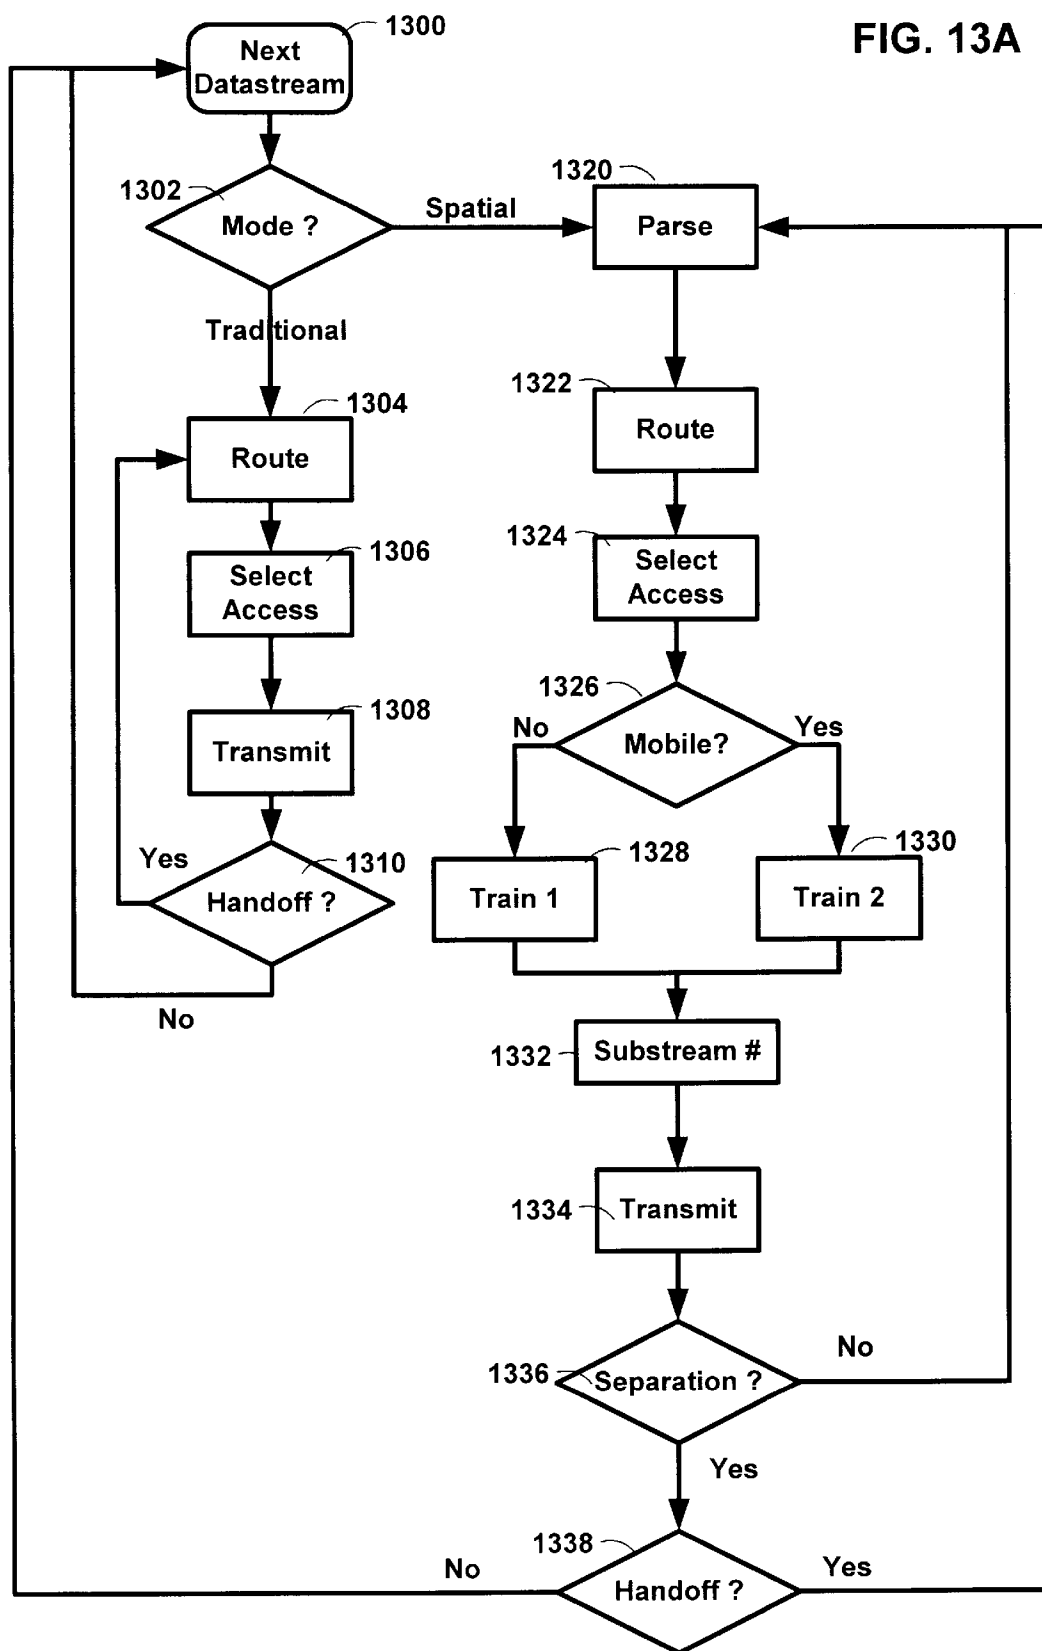 FIG. 13A
1300
Next
Datastream
1302
Mode ?
Spatial
1320
Parse
Traditional
1304
Route
1322
Route
1306
Select
Access
1324
Select
Access
1308
Transmit
1326
Mobile?
No
Yes
Yes
1310
Handoff ?
No
1328
Train 1
1330
Train 2
1332
Substream #
1334
Transmit
1336
Separation ?
No
Yes
1338
Handoff ?
No
Yes